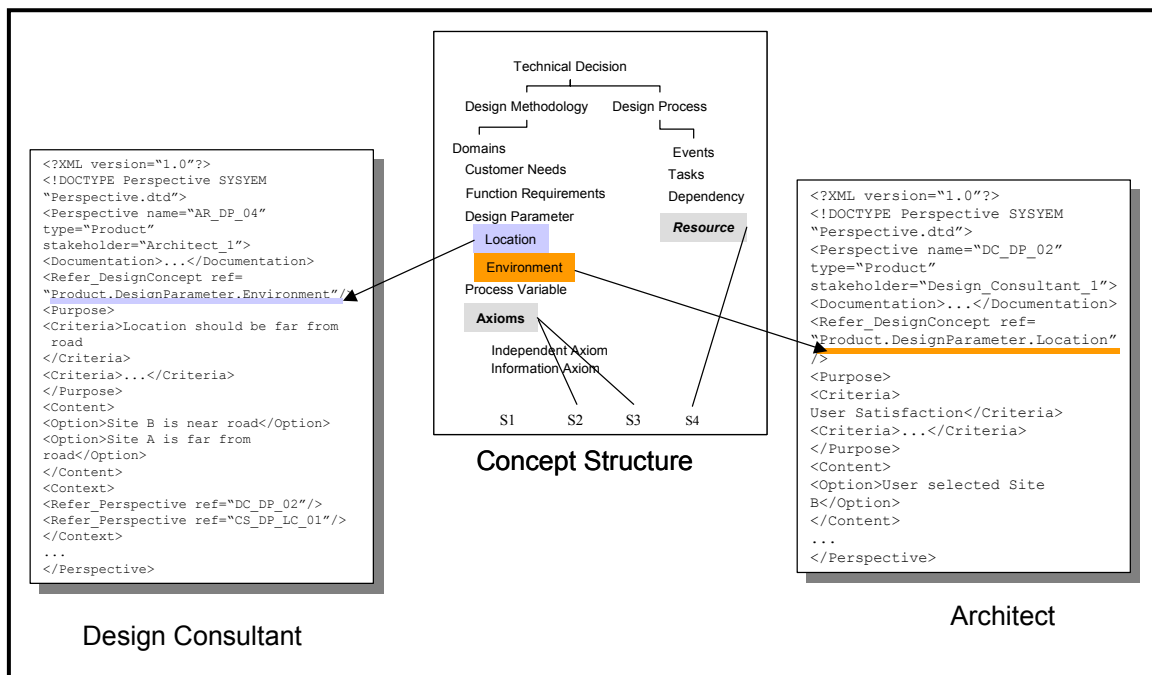 <?XML version=“1.0”?>
<!DOCTYPE Perspective SYSYEM
“Perspective.dtd”>
<Perspective name=“AR_DP_04”
type=“Product”
stakeholder=“Architect_1”>
<Documentation>...</Documentation>
<Refer_DesignConcept ref=
“Product.DesignParameter.Environment”/>
<Purpose>
<Criteria>Location should be far from
road
</Criteria>
<Criteria>...</Criteria>
</Purpose>
<Content>
<Option>Site B is near road</Option>
<Option>Site A is far from
road</Option>
</Content>
<Context>
<Refer_Perspective ref=“DC_DP_02”/>
<Refer_Perspective ref=“CS_DP_LC_01”/>
</Context>
...
</Perspective>
Design Consultant
Technical Decision
Design Methodology Design Process
Domains
Customer Needs
Function Requirements
Design Parameter
Location
Environment
Process Variable
Axioms
Independent Axiom
Information Axiom
Events
Tasks
Dependency
Resource
S1 S2 S3 S4
Concept Structure
<?XML version=“1.0”?>
<!DOCTYPE Perspective SYSYEM
“Perspective.dtd”>
<Perspective name=“DC_DP_02”
type=“Product”
stakeholder=“Design_Consultant_1”>
<Documentation>...</Documentation>
<Refer_DesignConcept ref=
“Product.DesignParameter.Location”
/>
<Purpose>
<Criteria>
User Satisfaction</Criteria>
<Criteria>...</Criteria>
</Purpose>
<Content>
<Option>User selected Site
B</Option>
</Content>
...
</Perspective>
Architect